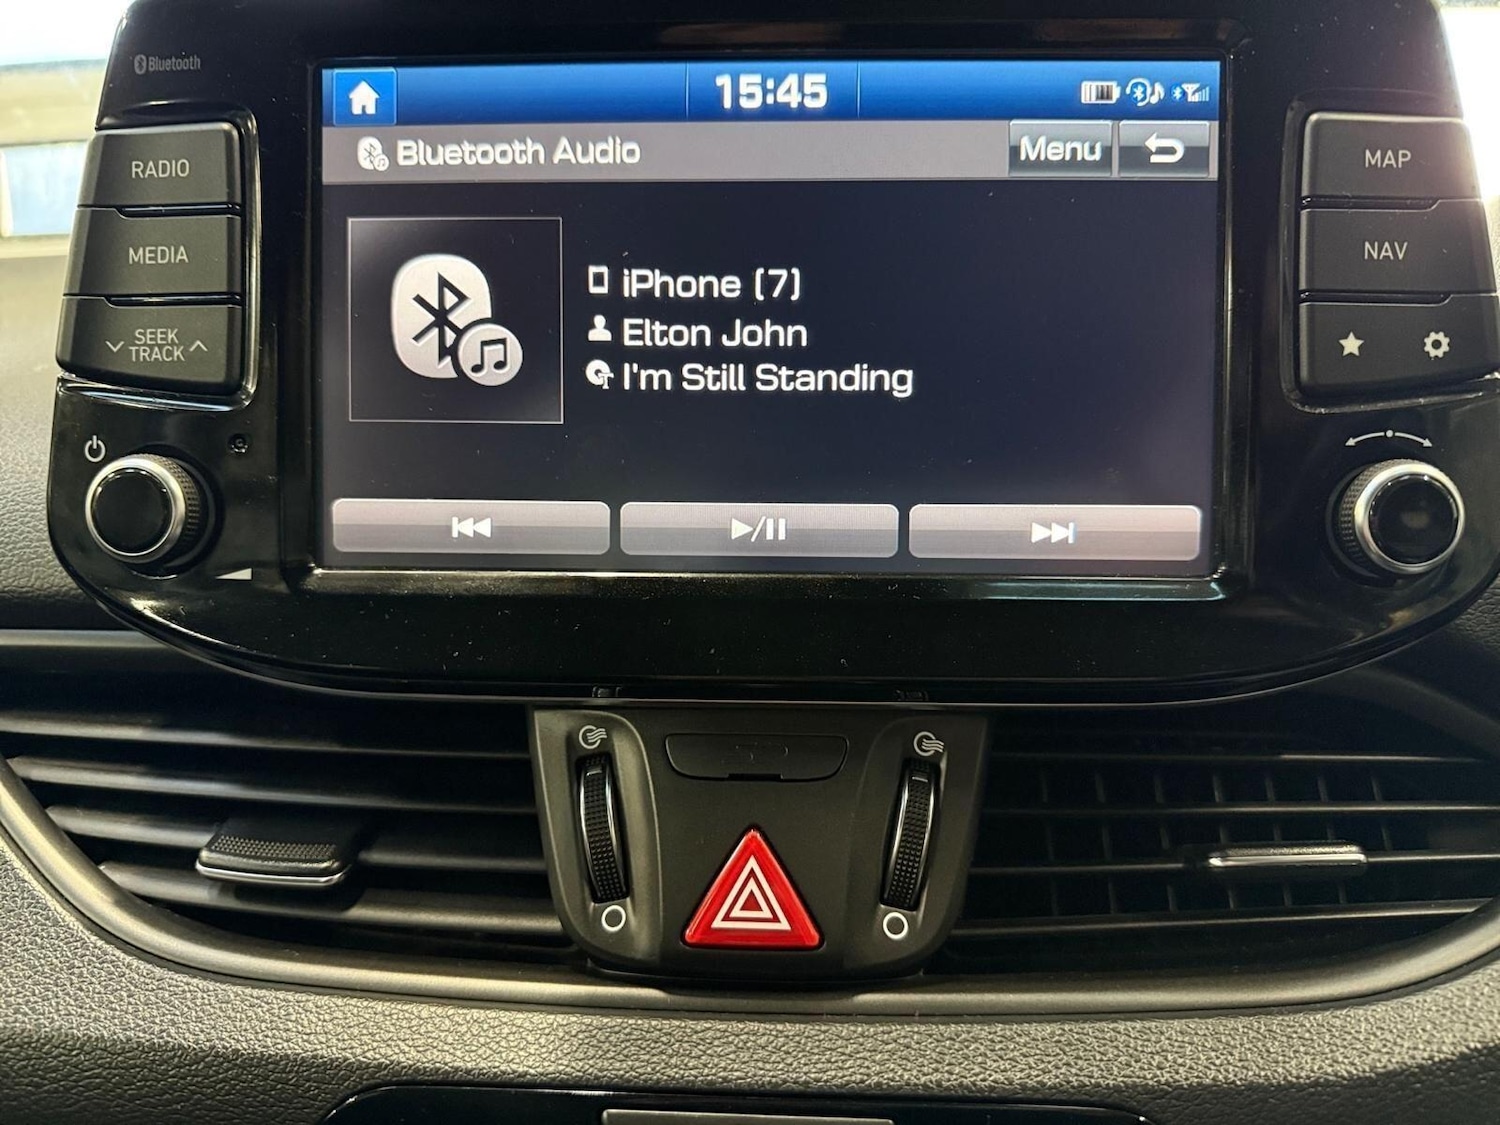 Bluetooth
RADIO
MEDIA
SEEK
TRACK
15:45
Bluetooth Audio
Menu
iPhone (7)
Elton John
I'm Still Standing
MAP
NAV